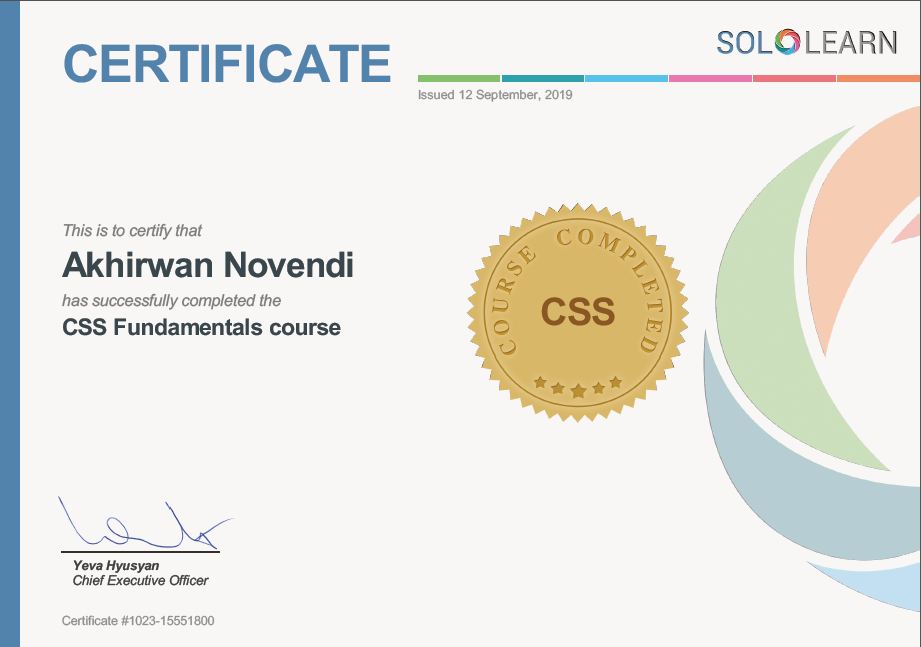 CERTIFICATE
SOLOLEARN
Issued 12 September, 2019
This is to certify that
Akhirwan Novendi
has successfully completed the
CSS Fundamentals course
COURSE COMPLETED
CSS
Yeva Hyusyan
Chief Executive Officer
Certificate #1023-15551800